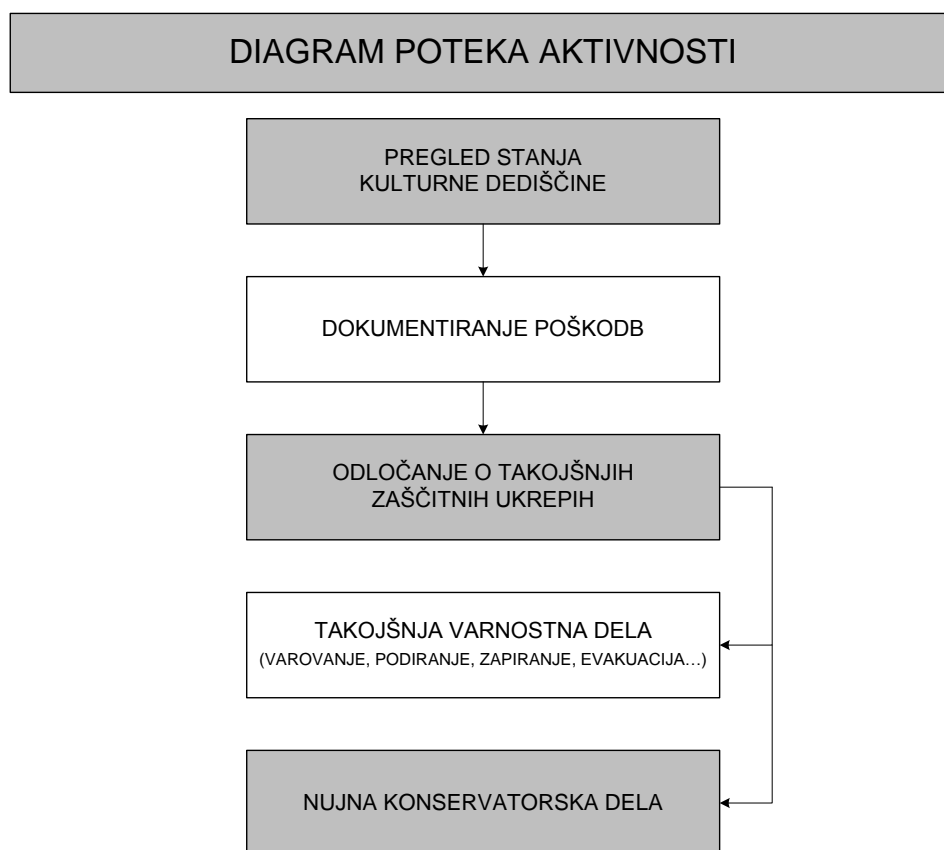 DIAGRAM POTEKA AKTIVNOSTI
PREGLED STANJA
KULTURNE DEDIŠČINE
DOKUMENTIRANJE POŠKODB
ODLOČANJE O TAKOJŠNJIH
ZAŠČITNIH UKREPIH
TAKOJŠNJA VARNOSTNA DELA
(VAROVANJE, PODIRANJE, ZAPIRANJE, EVAKUACIJA…)
NUJNA KONSERVATORSKA DELA